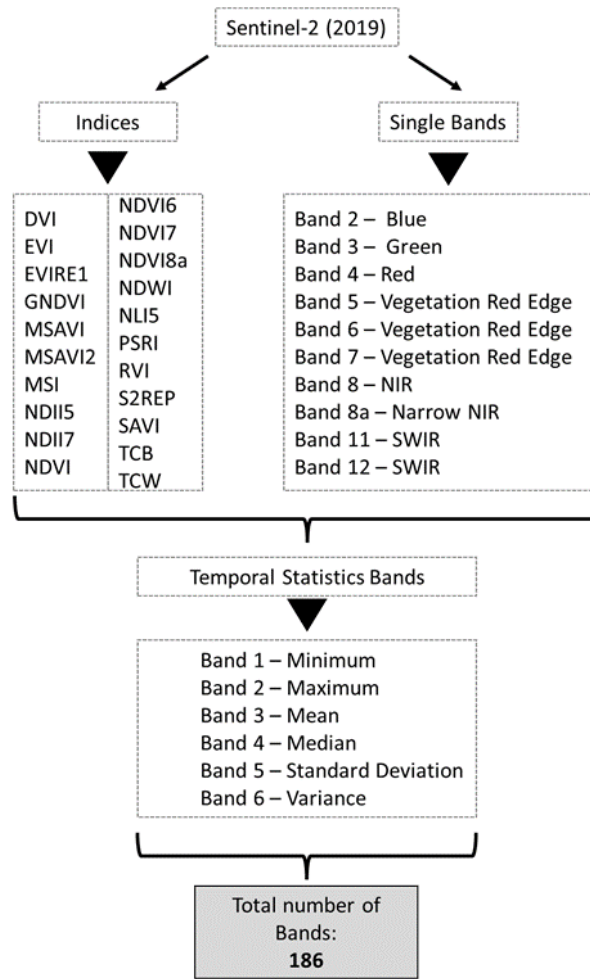 Sentinel-2 (2019)
Indices
Single Bands
DVI
EVI
EVIRE1
GNDVI
MSAVI
MSAVI2
MSI
NDII5
NDII7
NDVI
NDVI6
NDVI7
NDVI8a
NDWI
NLI5
PSRI
RVI
S2REP
SAVI
TCB
TCW
Band 2 – Blue
Band 3 – Green
Band 4 – Red
Band 5 – Vegetation Red Edge
Band 6 – Vegetation Red Edge
Band 7 – Vegetation Red Edge
Band 8 – NIR
Band 8a – Narrow NIR
Band 11 – SWIR
Band 12 – SWIR
Temporal Statistics Bands
Band 1 – Minimum
Band 2 – Maximum
Band 3 – Mean
Band 4 – Median
Band 5 – Standard Deviation
Band 6 – Variance
Total number of
Bands:
186